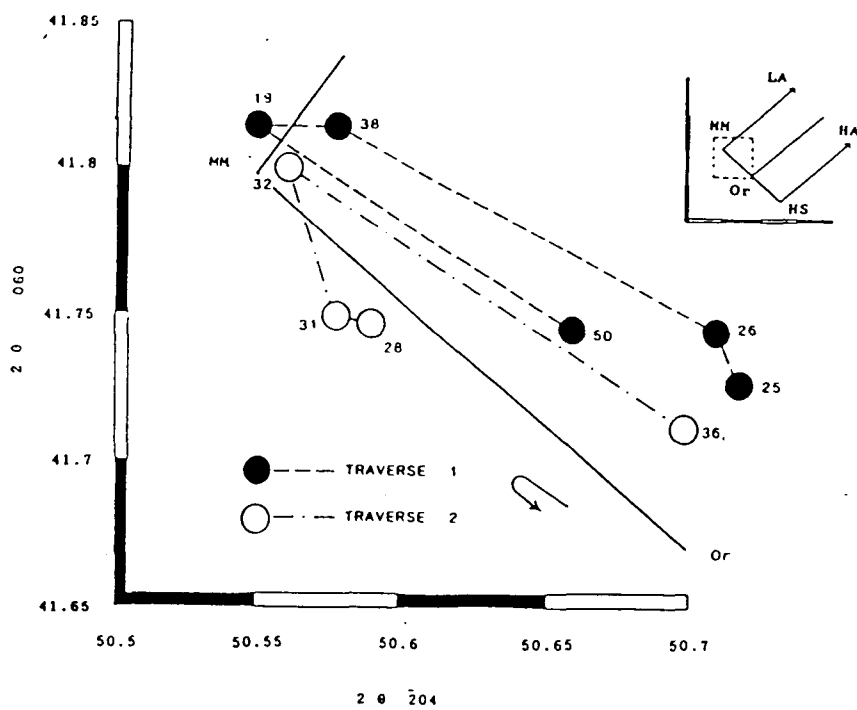 41.85
41.8
41.75
41.7
41.65
2 θ 060
19
38
MM
32
31
28
50
26
25
36.
Or
TRAVERSE 1
TRAVERSE 2
LA
MM
HA
Or
HS
50.5 50.55 50.6 50.65 50.7
2 θ 2̄04